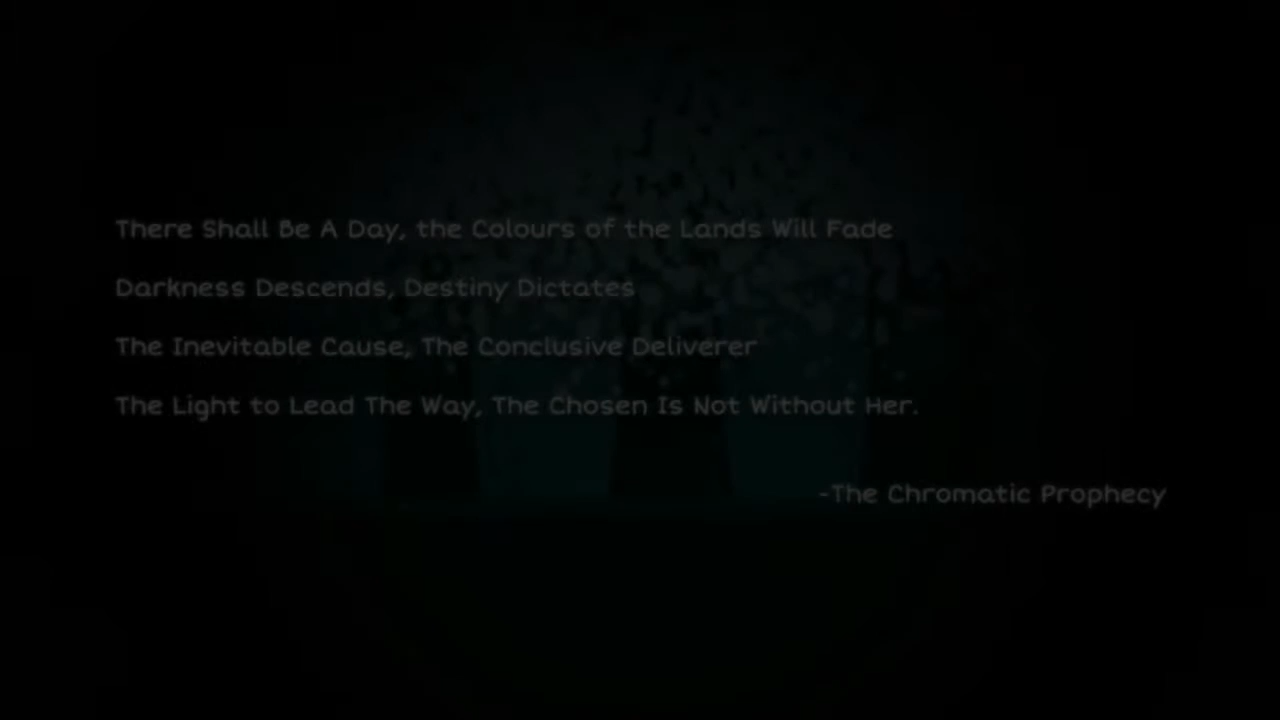 There Shall Be A Day, the Colours of the Lands Will Fade
Darkness Descends, Destiny Dictates
The Inevitable Cause, The Conclusive Deliverer
The Light to Lead The Way, The Chosen Is Not Without Her.
-The Chromatic Prophecy